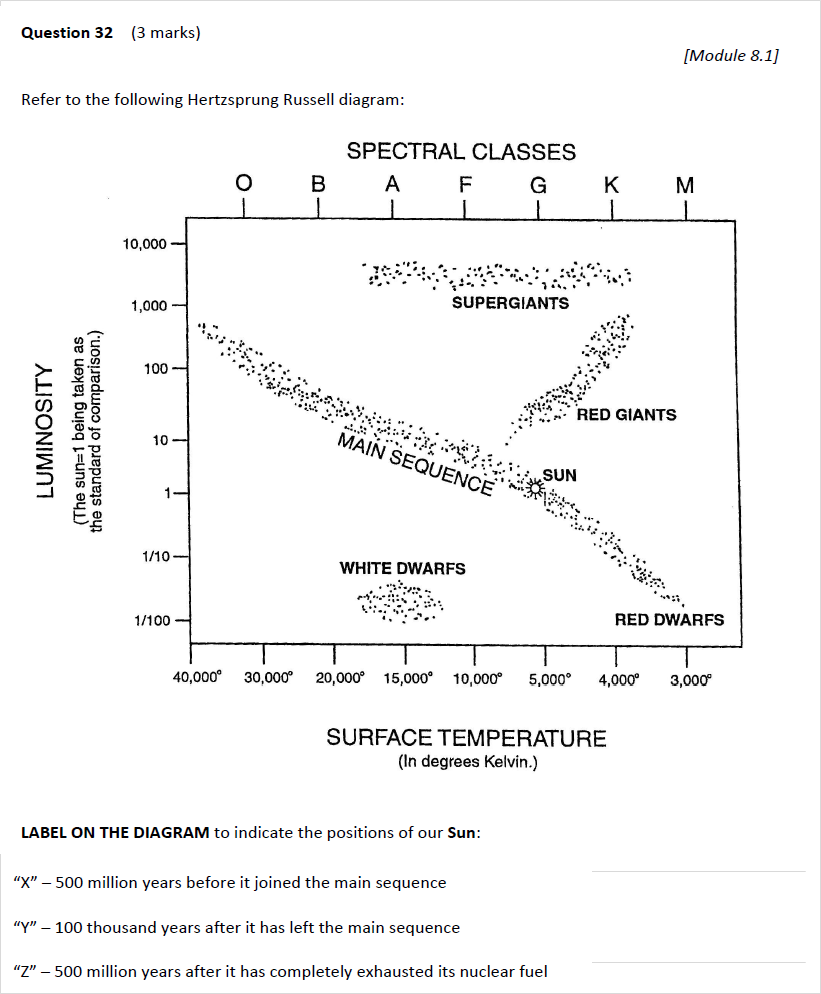 Question 32 (3 marks)
[Module 8.1]
Refer to the following Hertzsprung Russell diagram:
SPECTRAL CLASSES
O B A F G K M
10,000
SUPERGIANTS
1,000
100
RED GIANTS
10
MAIN SEQUENCE
SUN
1
1/10
WHITE DWARFS
1/100
RED DWARFS
LUMINOSITY
(The sun=1 being taken as
the standard of comparison.)
40,000° 30,000° 20,000° 15,000° 10,000° 5,000° 4,000° 3,000°
SURFACE TEMPERATURE
(In degrees Kelvin.)
LABEL ON THE DIAGRAM to indicate the positions of our Sun:
“X” – 500 million years before it joined the main sequence
“Y” – 100 thousand years after it has left the main sequence
“Z” – 500 million years after it has completely exhausted its nuclear fuel